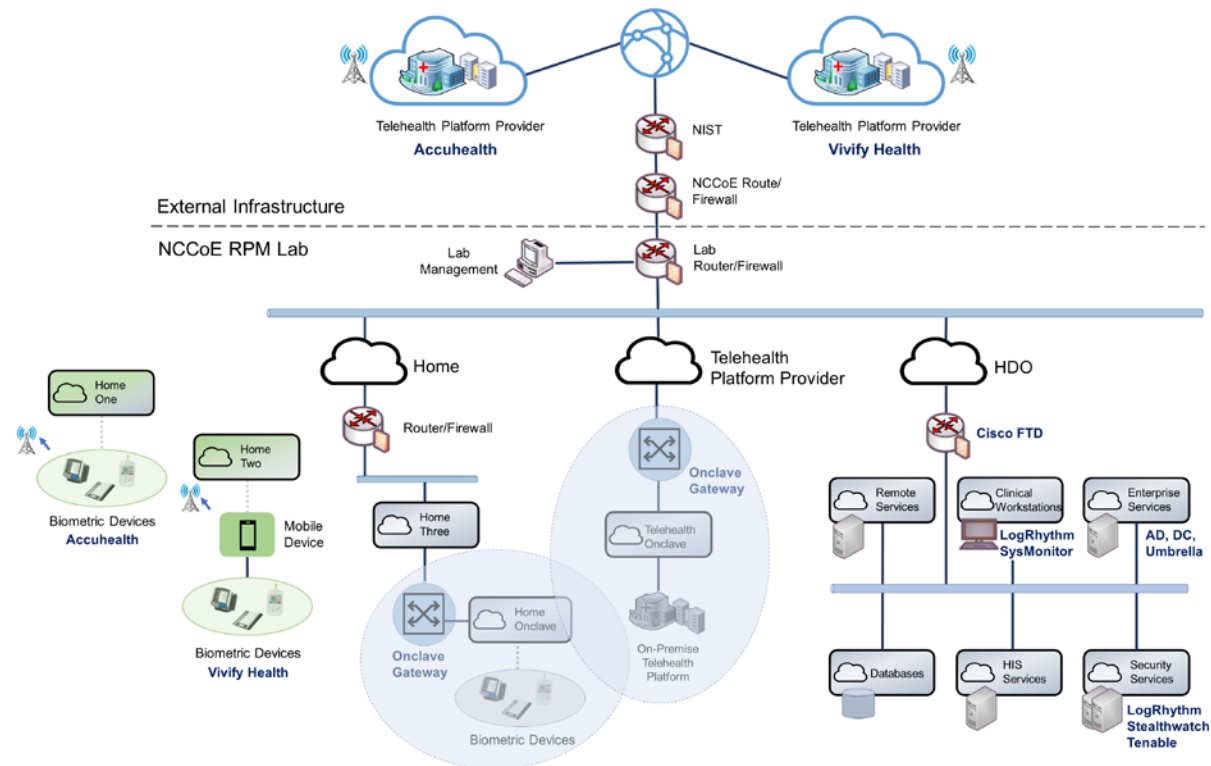 Telehealth Platform Provider
Accuhealth
Telehealth Platform Provider
Vivify Health
NIST
NCCoE Route/
Firewall
External Infrastructure
NCCoE RPM Lab
Lab
Management
Lab
Router/Firewall
Home
Telehealth
Platform Provider
HDO
Home
One
Biometric Devices
Accuhealth
Home
Two
Mobile
Device
Biometric Devices
Vivify Health
Router/Firewall
Home
Three
Onclave
Gateway
Home
Onclave
Biometric Devices
Onclave
Gateway
Telehealth
Onclave
On-Premise
Telehealth
Platform
Cisco FTD
Remote
Services
Clinical
Workstations
LogRhythm
SysMonitor
Enterprise
Services
AD, DC,
Umbrella
Databases
HIS
Services
Security
Services
LogRhythm
Stealthwatch
Tenable